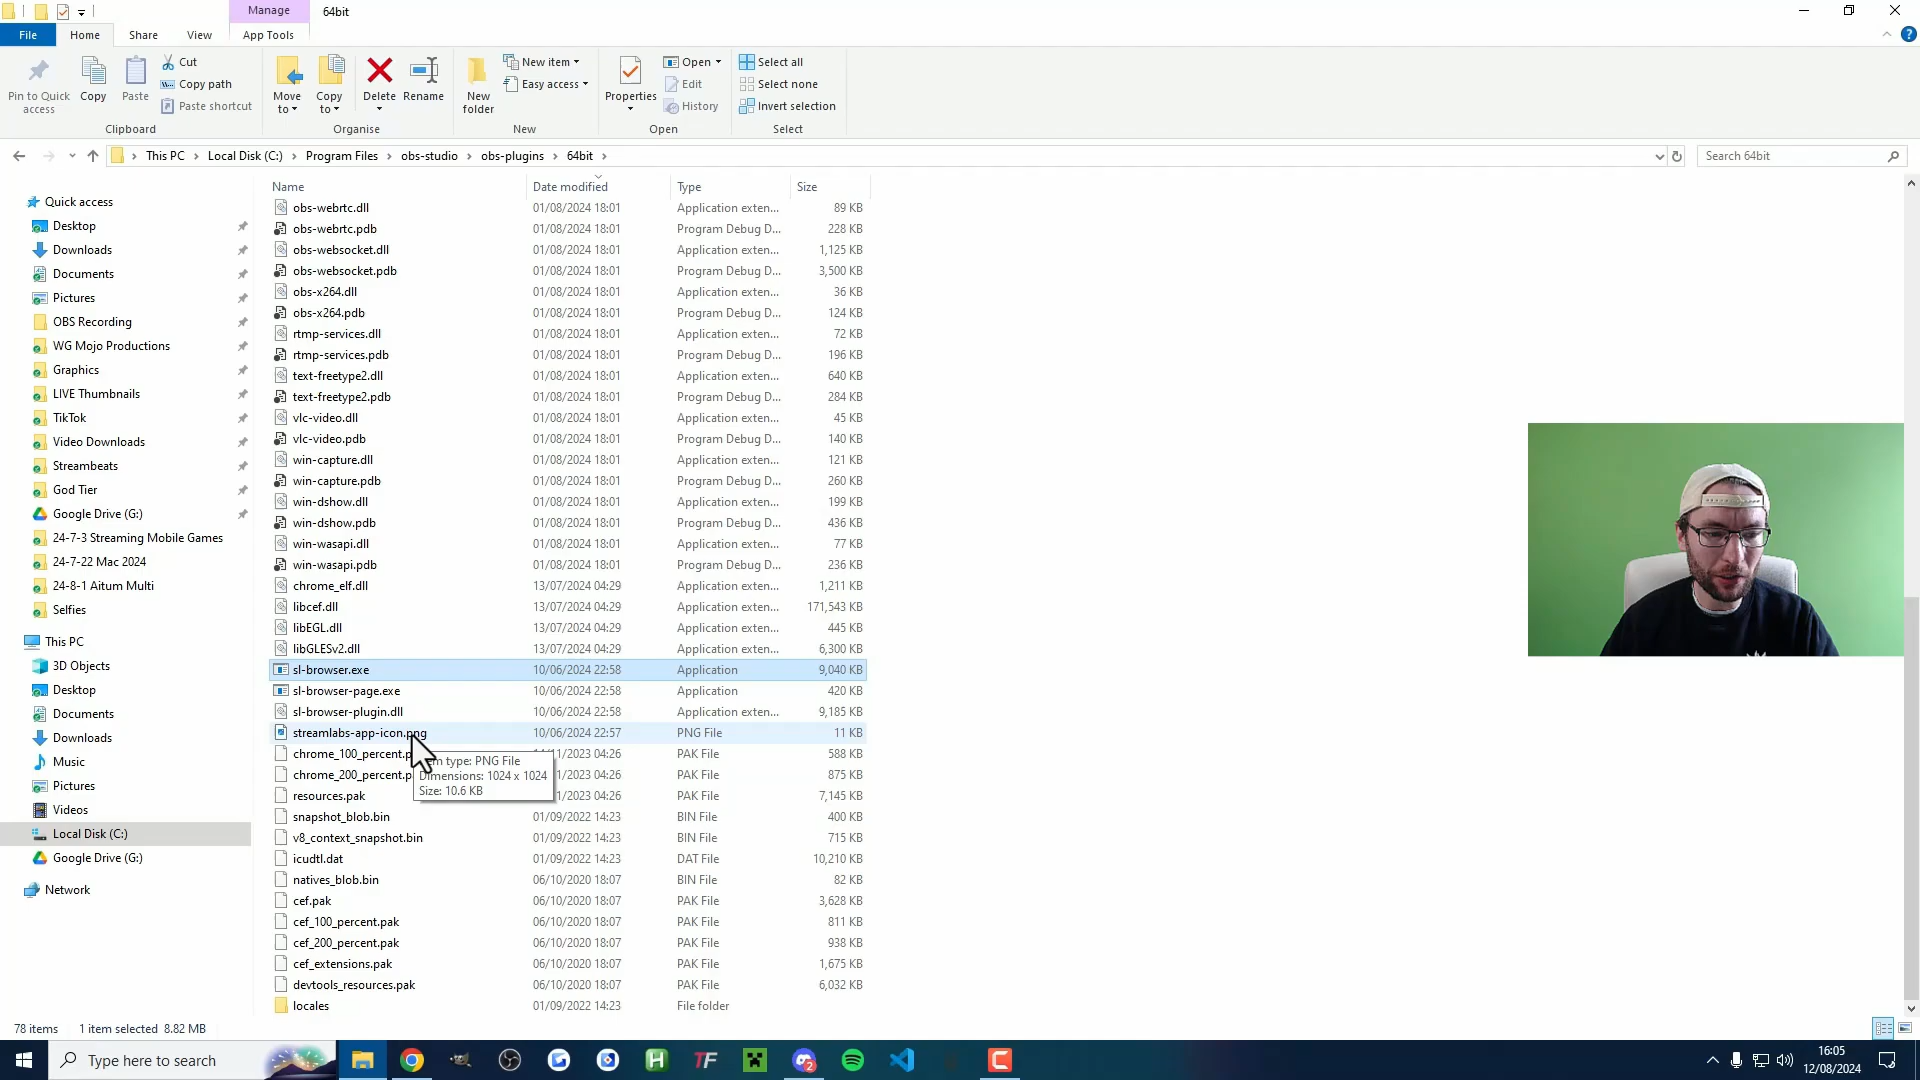 Manage
64bit
File
Home
Share
View
App Tools
Pin to Quick
access
Copy
Paste
Cut
Copy path
Paste shortcut
Clipboard
Move
to
Copy
to
Delete
Rename
Organise
New
folder
New item
Easy access
New
Properties
Open
Edit
History
Open
Select all
Select none
Invert selection
Select
This PC › Local Disk (C:) › Program Files › obs-studio › obs-plugins › 64bit ›
Search 64bit
Name Date modified Type Size
Quick access
Desktop
Downloads
Documents
Pictures
OBS Recording
WG Mojo Productions
Graphics
LIVE Thumbnails
TikTok
Video Downloads
Streambeats
God Tier
Google Drive (G:)
24-7-3 Streaming Mobile Games
24-7-22 Mac 2024
24-8-1 Aitum Multi
Selfies
This PC
3D Objects
Desktop
Documents
Downloads
Music
Pictures
Videos
Local Disk (C:)
Google Drive (G:)
Network
obs-webrtc.dll 01/08/2024 18:01 Application exten... 89 KB
obs-webrtc.pdb 01/08/2024 18:01 Program Debug D... 228 KB
obs-websocket.dll 01/08/2024 18:01 Application exten... 1,125 KB
obs-websocket.pdb 01/08/2024 18:01 Program Debug D... 3,500 KB
obs-x264.dll 01/08/2024 18:01 Application exten... 36 KB
obs-x264.pdb 01/08/2024 18:01 Program Debug D... 124 KB
rtmp-services.dll 01/08/2024 18:01 Application exten... 72 KB
rtmp-services.pdb 01/08/2024 18:01 Program Debug D... 196 KB
text-freetype2.dll 01/08/2024 18:01 Application exten... 640 KB
text-freetype2.pdb 01/08/2024 18:01 Program Debug D... 284 KB
vlc-video.dll 01/08/2024 18:01 Application exten... 45 KB
vlc-video.pdb 01/08/2024 18:01 Program Debug D... 140 KB
win-capture.dll 01/08/2024 18:01 Application exten... 121 KB
win-capture.pdb 01/08/2024 18:01 Program Debug D... 260 KB
win-dshow.dll 01/08/2024 18:01 Application exten... 199 KB
win-dshow.pdb 01/08/2024 18:01 Program Debug D... 436 KB
win-wasapi.dll 01/08/2024 18:01 Application exten... 77 KB
win-wasapi.pdb 01/08/2024 18:01 Program Debug D... 236 KB
chrome_elf.dll 13/07/2024 04:29 Application exten... 1,211 KB
libcef.dll 13/07/2024 04:29 Application exten... 171,543 KB
libEGL.dll 13/07/2024 04:29 Application exten... 445 KB
libGLESv2.dll 13/07/2024 04:29 Application exten... 6,300 KB
sl-browser.exe 10/06/2024 22:58 Application 9,040 KB
sl-browser-page.exe 10/06/2024 22:58 Application 420 KB
sl-browser-plugin.dll 10/06/2024 22:58 Application exten... 9,185 KB
streamlabs-app-icon.png 10/06/2024 22:57 PNG File 11 KB
chrome_100_percent.p /2023 04:26 PAK File 588 KB
chrome_200_percent.p 1/2023 04:26 PAK File 875 KB
resources.pak 1/2023 04:26 PAK File 7,145 KB
snapshot_blob.bin 01/09/2022 14:23 BIN File 400 KB
v8_context_snapshot.bin 01/09/2022 14:23 BIN File 715 KB
icudtl.dat 01/09/2022 14:23 DAT File 10,210 KB
natives_blob.bin 06/10/2020 18:07 BIN File 82 KB
cef.pak 06/10/2020 18:07 PAK File 3,628 KB
cef_100_percent.pak 06/10/2020 18:07 PAK File 811 KB
cef_200_percent.pak 06/10/2020 18:07 PAK File 938 KB
cef_extensions.pak 06/10/2020 18:07 PAK File 1,675 KB
devtools_resources.pak 06/10/2020 18:07 PAK File 6,032 KB
locales 01/09/2022 14:23 File folder
type: PNG File
Dimensions: 1024 x 1024
Size: 10.6 KB
78 items 1 item selected 8.82 MB
Type here to search
H
TF
2
16:05
12/08/2024